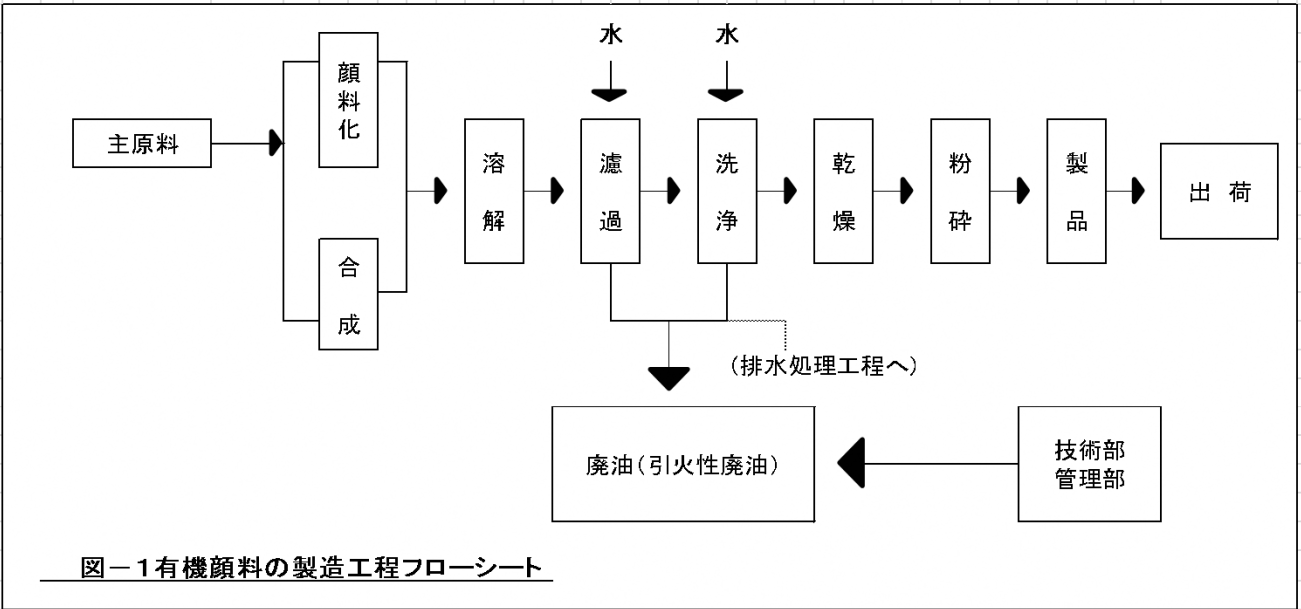 水
水
主原料
顔料化
合成
溶解
濾過
洗浄
乾燥
粉砕
製品
出 荷
(排水処理工程へ)
廃油(引火性廃油)
技術部
管理部
図－1有機顔料の製造工程フローシート